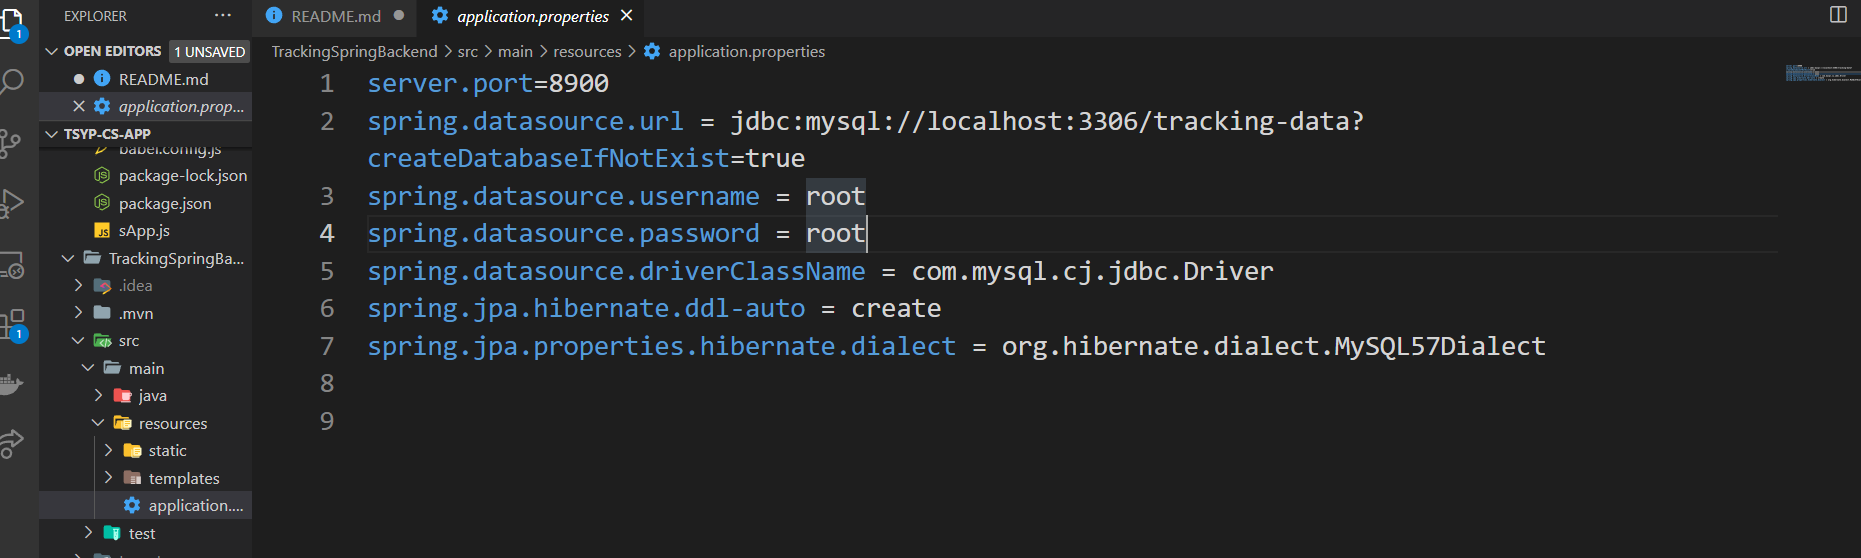 EXPLORER
OPEN EDITORS 1 UNSAVED
README.md
application.prop...
TSYP-CS-APP
babel.config.js
package-lock.json
package.json
sApp.js
TrackingSpringBa...
.idea
.mvn
src
main
java
resources
static
templates
application....
test
1
1
README.md
application.properties
TrackingSpringBackend > src > main > resources > application.properties
1 server.port=8900
2 spring.datasource.url = jdbc:mysql://localhost:3306/tracking-data?
createDatabaseIfNotExist=true
3 spring.datasource.username = root
4 spring.datasource.password = root
5 spring.datasource.driverClassName = com.mysql.cj.jdbc.Driver
6 spring.jpa.hibernate.ddl-auto = create
7 spring.jpa.properties.hibernate.dialect = org.hibernate.dialect.MySQL57Dialect
8
9